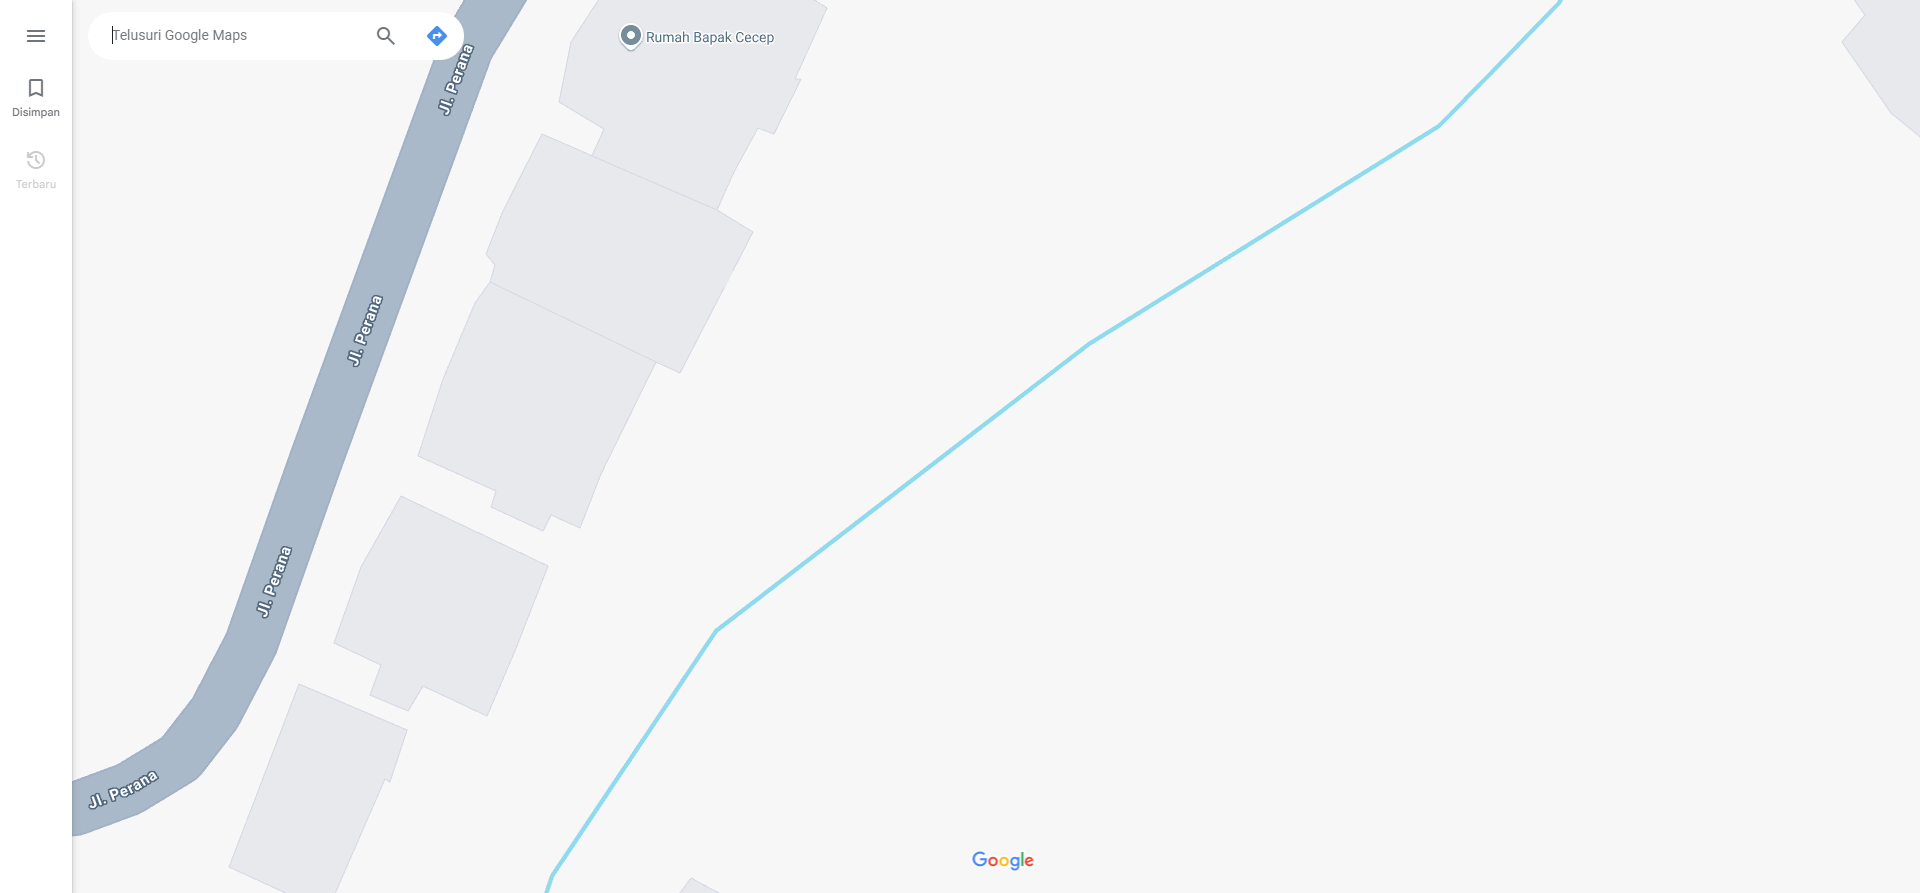 Telusuri Google Maps
Disimpan
Terbaru
Rumah Bapak Cecep
Jl. Perana
Jl. Perana
Jl. Perana
Jl. Perana
Google